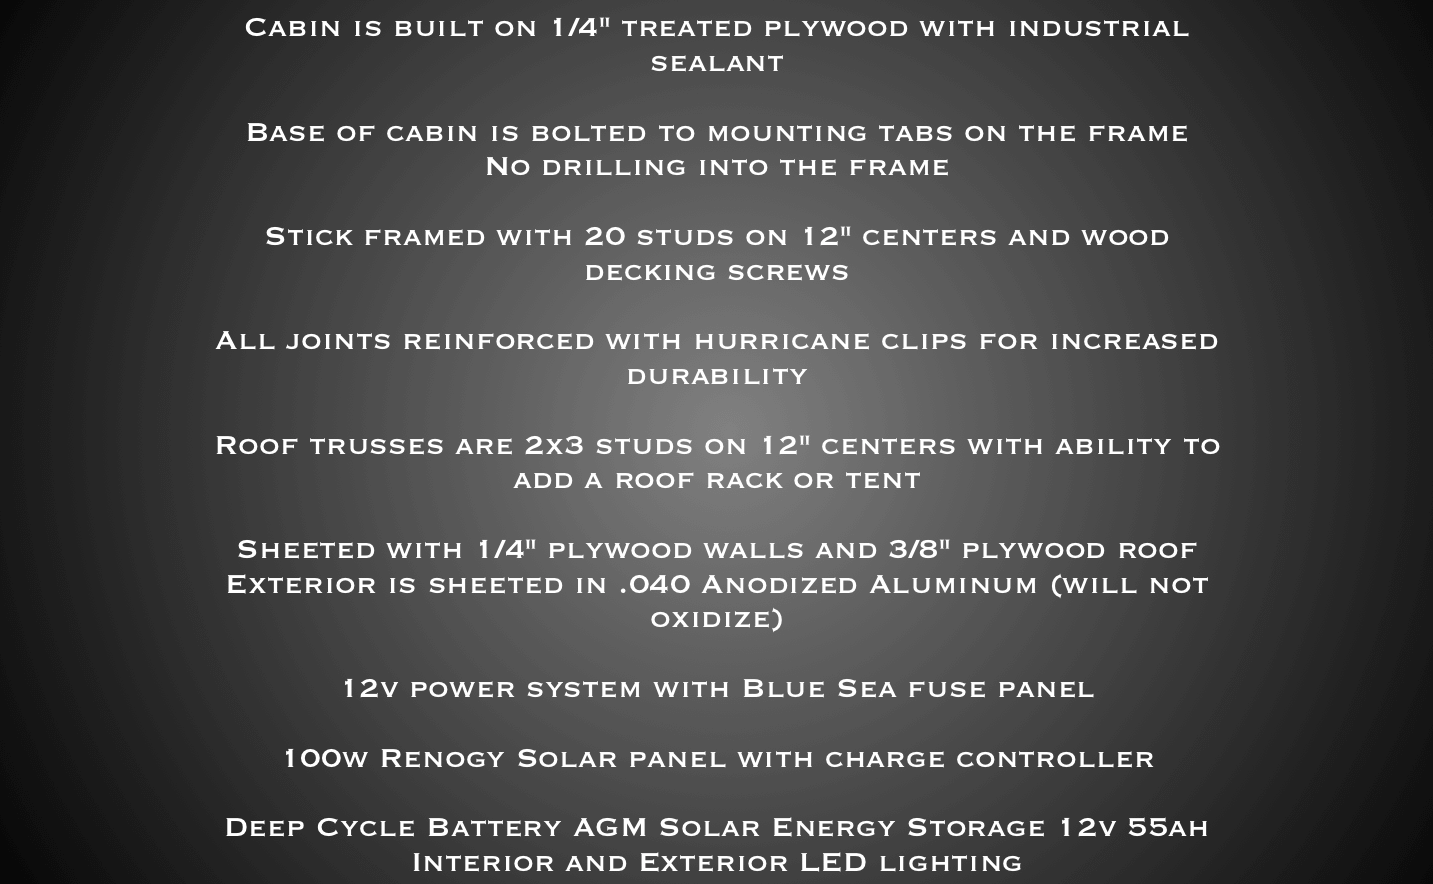 Cabin is built on 1/4" treated plywood with industrial
sealant
Base of cabin is bolted to mounting tabs on the frame
No drilling into the frame
Stick framed with 20 studs on 12" centers and wood
decking screws
All joints reinforced with hurricane clips for increased
durability
Roof trusses are 2x3 studs on 12" centers with ability to
add a roof rack or tent
Sheeted with 1/4" plywood walls and 3/8" plywood roof
Exterior is sheeted in .040 Anodized Aluminum (will not
oxidize)
12v power system with Blue Sea fuse panel
100w Renogy Solar panel with charge controller
Deep Cycle Battery AGM Solar Energy Storage 12v 55ah
Interior and Exterior LED lighting